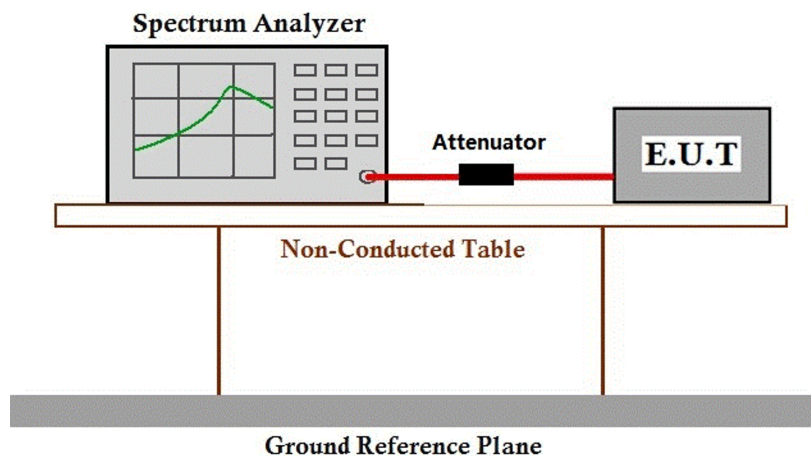 Spectrum Analyzer
Attenuator
E.U.T
Non-Conducted Table
Ground Reference Plane